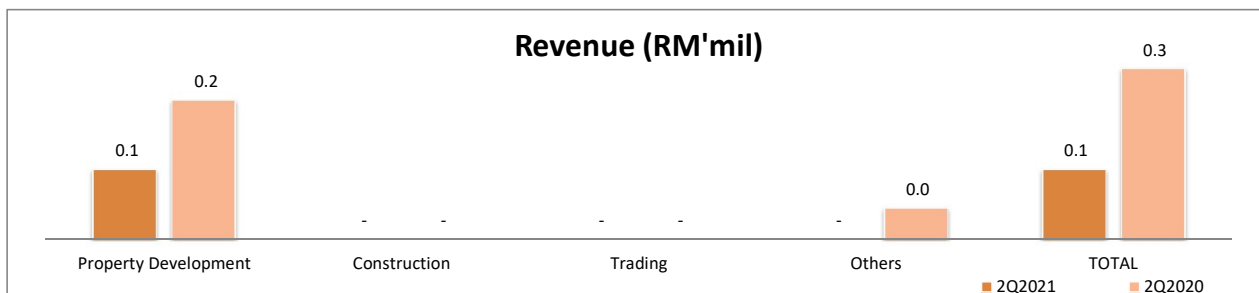 Revenue (RM'mil)
0.1
0.2
-
-
-
-
-
0.0
0.1
0.3
Property Development
Construction
Trading
Others
TOTAL
2Q2021
2Q2020